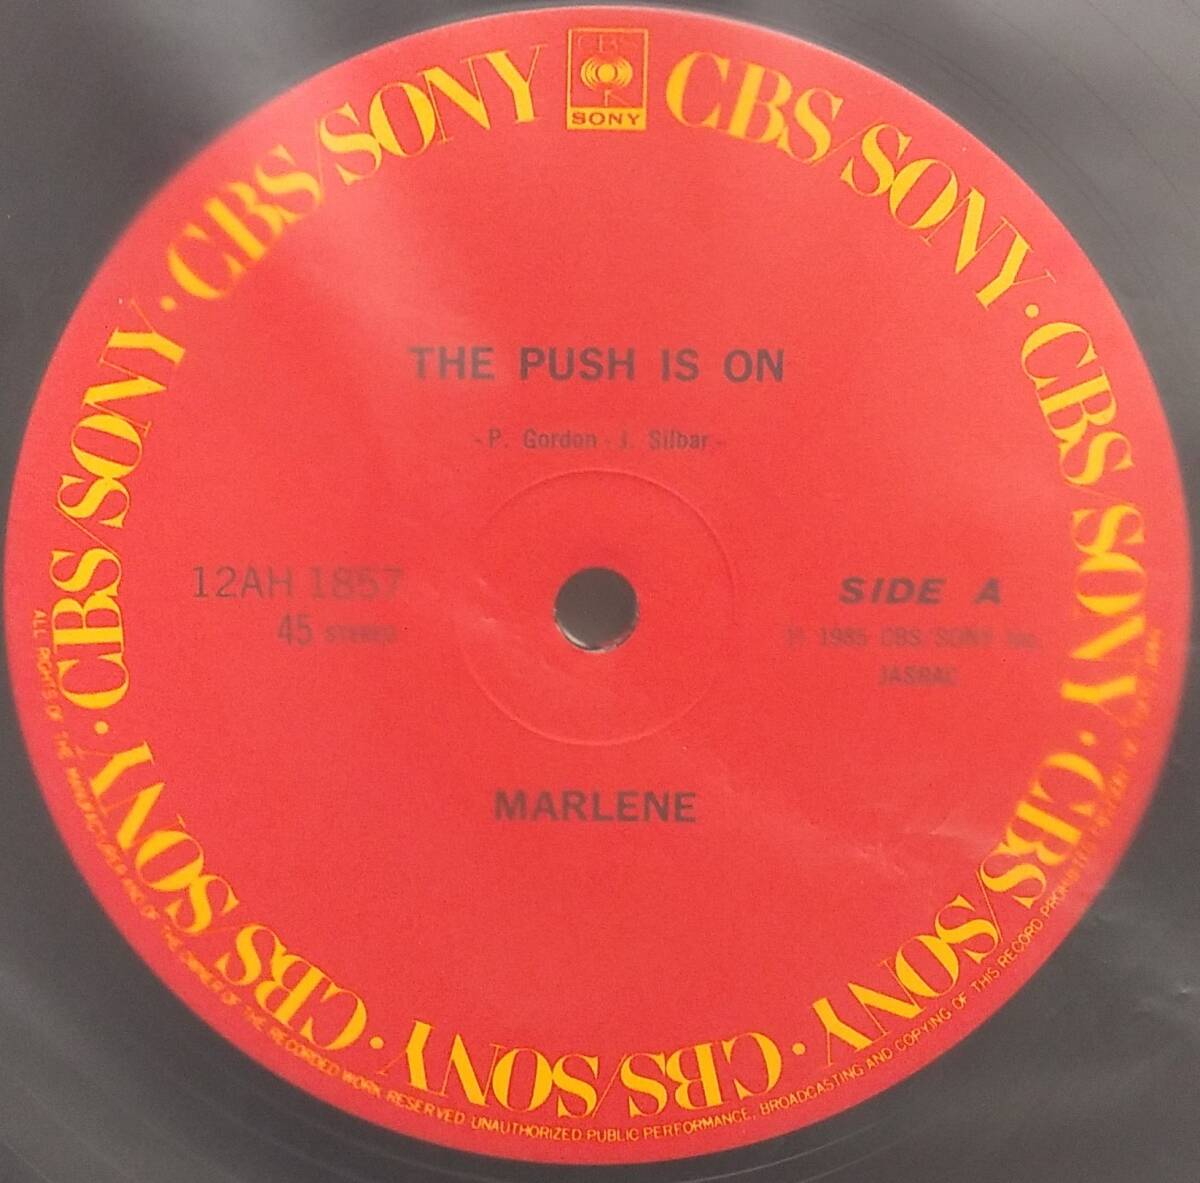 CBS
SONY
CBS/SONY · CBS/SONY · CBS/SONY · CBS/SONY · CBS/SONY · CBS/SONY · CBS/SONY
THE PUSH IS ON
-P. Gordon - J. Silbar-
12AH 1857
45 STEREO
SIDE A
Ⓟ 1985 CBS/SONY Inc.
JASRAC
MARLENE
ALL RIGHTS OF THE MANUFACTURER AND OF THE OWNER OF THE RECORDED WORK RESERVED UNAUTHORIZED PUBLIC PERFORMANCE, BROADCASTING AND COPYING OF THIS RECORD PROHIBITED